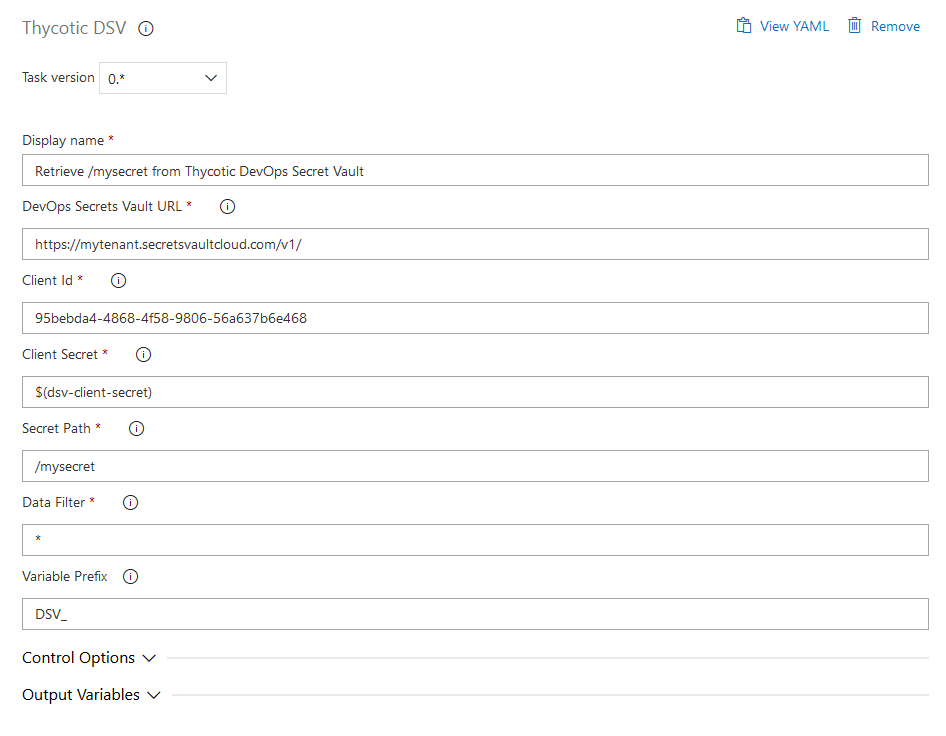 Thycotic DSV
View YAML
Remove
Task version 0.*
Display name *
Retrieve /mysecret from Thycotic DevOps Secret Vault
DevOps Secrets Vault URL *
https://mytenant.secretsvaultcloud.com/v1/
Client Id *
95bebda4-4868-4f58-9806-56a637b6e468
Client Secret *
$(dsv-client-secret)
Secret Path *
/mysecret
Data Filter *
*
Variable Prefix
DSV_
Control Options
Output Variables